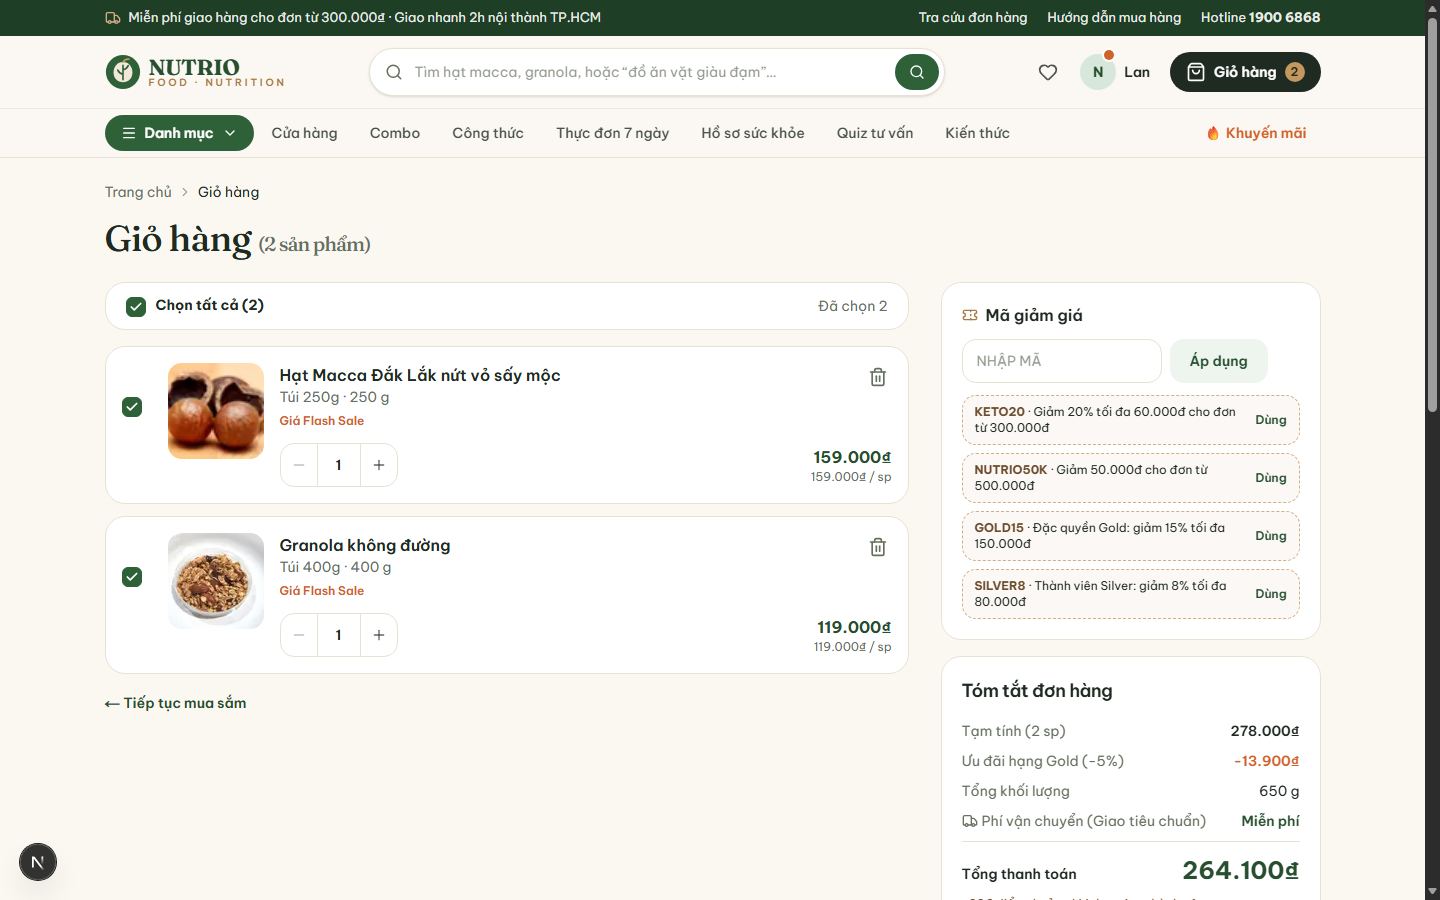 Miễn phí giao hàng cho đơn từ 300.000₫ · Giao nhanh 2h nội thành TP.HCM
Tra cứu đơn hàng
Hướng dẫn mua hàng
Hotline 1900 6868
NUTRIO
FOOD · NUTRITION
Tìm hạt macca, granola, hoặc “đồ ăn vặt giàu đạm”…
N
Lan
Giỏ hàng 2
Danh mục
Cửa hàng
Combo
Công thức
Thực đơn 7 ngày
Hồ sơ sức khỏe
Quiz tư vấn
Kiến thức
Khuyến mãi
Trang chủ
Giỏ hàng
Giỏ hàng (2 sản phẩm)
Chọn tất cả (2)
Đã chọn 2
Hạt Macca Đắk Lắk nứt vỏ sấy mộc
Túi 250g · 250 g
Giá Flash Sale
1
159.000₫
159.000₫ / sp
Granola không đường
Túi 400g · 400 g
Giá Flash Sale
1
119.000₫
119.000₫ / sp
← Tiếp tục mua sắm
Mã giảm giá
NHẬP MÃ
Áp dụng
KETO20 · Giảm 20% tối đa 60.000đ cho đơn
từ 300.000đ
Dùng
NUTRIO50K · Giảm 50.000đ cho đơn từ
500.000đ
Dùng
GOLD15 · Đặc quyền Gold: giảm 15% tối đa
150.000đ
Dùng
SILVER8 · Thành viên Silver: giảm 8% tối đa
80.000đ
Dùng
Tóm tắt đơn hàng
Tạm tính (2 sp)
278.000₫
Ưu đãi hạng Gold (-5%)
-13.900₫
Tổng khối lượng
650 g
Phí vận chuyển (Giao tiêu chuẩn)
Miễn phí
Tổng thanh toán
264.100₫
N